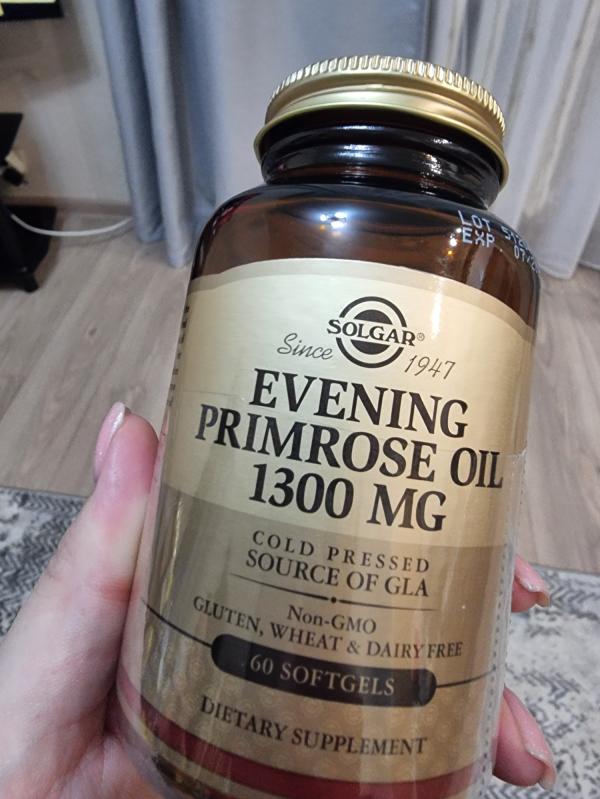 LOT
EXP 07
SOLGAR®
Since 1947
EVENING
PRIMROSE OIL
1300 MG
COLD PRESSED
SOURCE OF GLA
Non-GMO
GLUTEN, WHEAT & DAIRY FREE
60 SOFTGELS
DIETARY SUPPLEMENT